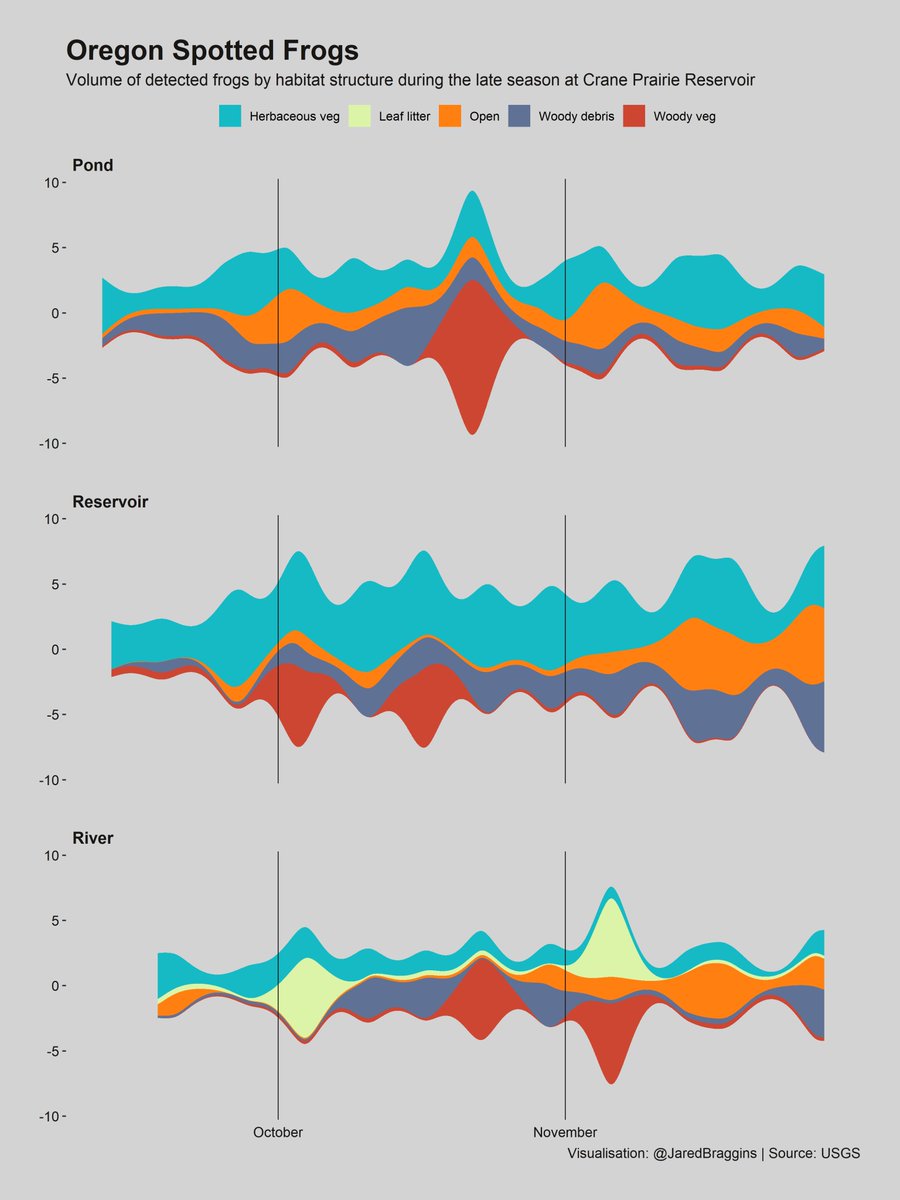 Oregon Spotted Frogs
Volume of detected frogs by habitat structure during the late season at Crane Prairie Reservoir
Herbaceous veg Leaf litter Open Woody debris Woody veg
Pond
10
5
0
-5
-10
Reservoir
10
5
0
-5
-10
River
10
5
0
-5
-10
October November
Visualisation: @JaredBraggins | Source: USGS